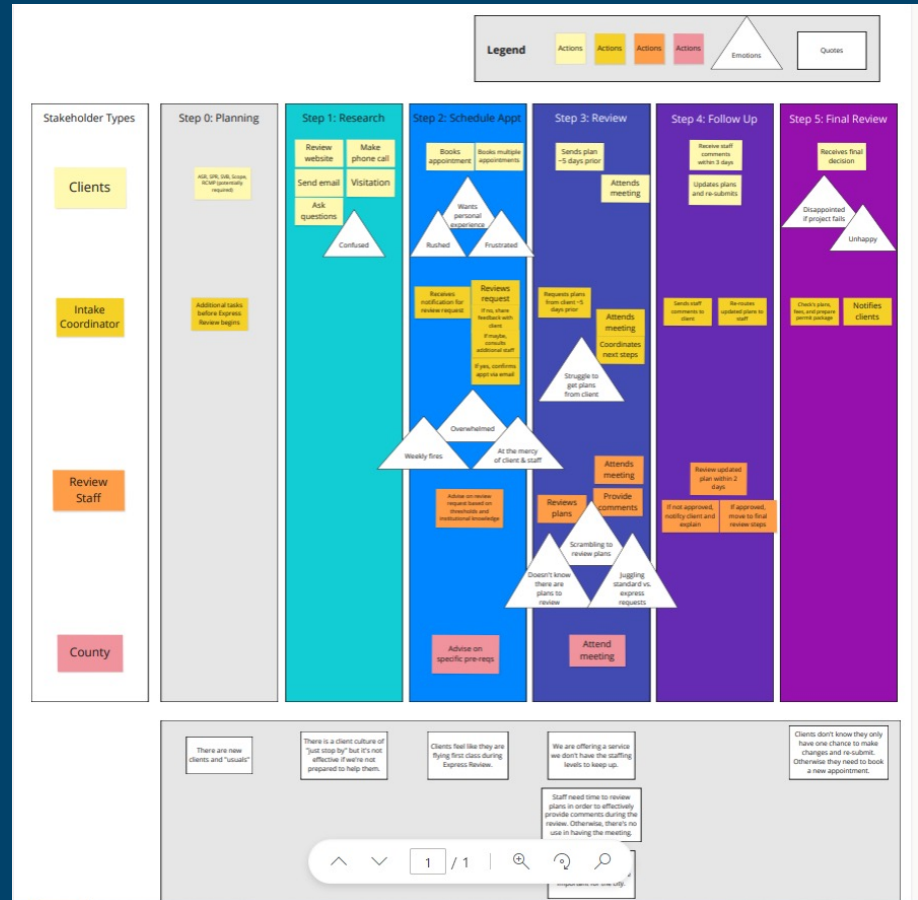 Legend
Actions
Actions
Actions
Actions
Emotions
Quotes
Stakeholder Types
Step 0: Planning
Step 1: Research
Step 2: Schedule Appt
Step 3: Review
Step 4: Follow Up
Step 5: Final Review
Clients
RCMP (potentially
required)
Review
website
Make
phone call
Send email
Visitation
Ask
questions
Confused
Books
appointment
Books multiple
appointments
Wants
personal
experience
Rushed
Frustrated
Sends plan
~5 days prior
Attends
meeting
Receive staff
comments
within 3 days
Updates plans
and re-submits
Receives final
decision
Disappointed
if project fails
Unhappy
Intake
Coordinator
Additional tasks
before Express
Review begins
Receives
notification for
review request
Reviews
request
If no, share
feedback with
client
If maybe,
consults
additional staff
If yes, confirms
appt via email
Overwhelmed
Weekly fires
At the mercy
of client & staff
Requests plans
from client ~5
days prior
Attends
meeting
Coordinates
next steps
Struggle to
get plans
from client
Sends staff
comments to
client
Re-routes
updated plans to
staff
Check's plans,
fees, and prepare
permit package
Notifies
clients
Review
Staff
Advise on review
request based on
thresholds and
institutional knowledge
Attends
meeting
Reviews
plans
Provide
comments
Scrambling to
review plans
Doesn't know
there are
plans to
review
Juggling
standard vs.
express
requests
Review updated
plan within 2
days
If not approved,
notify client and
explain
If approved,
move to final
review steps
County
Advise on
specific pre-reqs
Attend
meeting
There are new
clients and "usuals"
There is a client culture of
"just stop by" but it's not
effective if we're not
prepared to help them.
Clients feel like they are
flying first class during
Express Review.
We are offering a service
we don't have the staffing
levels to keep up.
Clients don't know they only
have one chance to make
changes and re-submit.
Otherwise they need to book
a new appointment.
Staff need time to review
plans in order to effectively
provide comments during the
review. Otherwise, there's no
use in having the meeting.
important for the city.
1 / 1